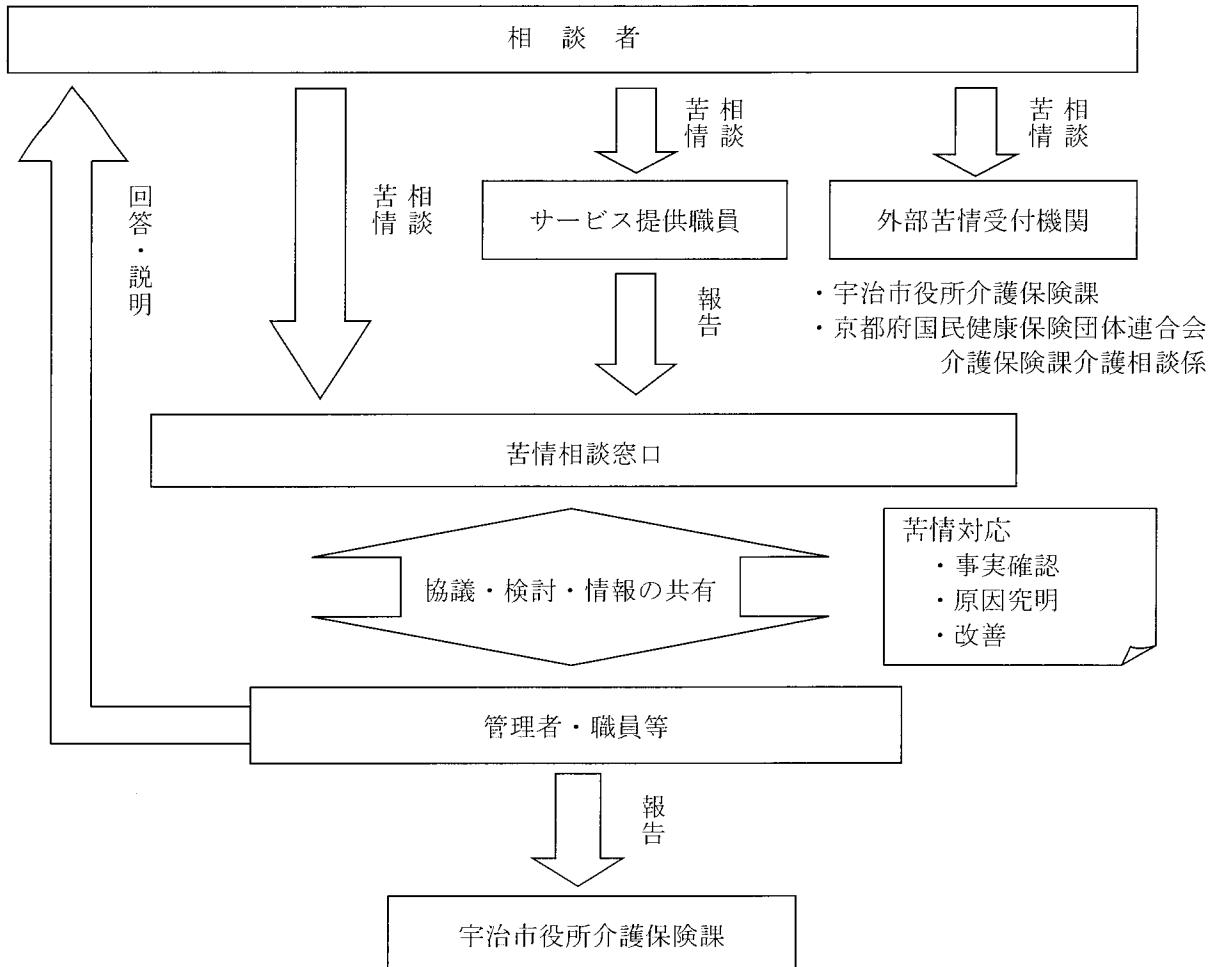 相談者
相談
苦情
相談
苦情
相談
苦情
回答・説明
サービス提供職員
外部苦情受付機関
報告
・宇治市役所介護保険課
・京都府国民健康保険団体連合会
介護保険課介護相談係
苦情相談窓口
協議・検討・情報の共有
苦情対応
・事実確認
・原因究明
・改善
管理者・職員等
報告
宇治市役所介護保険課